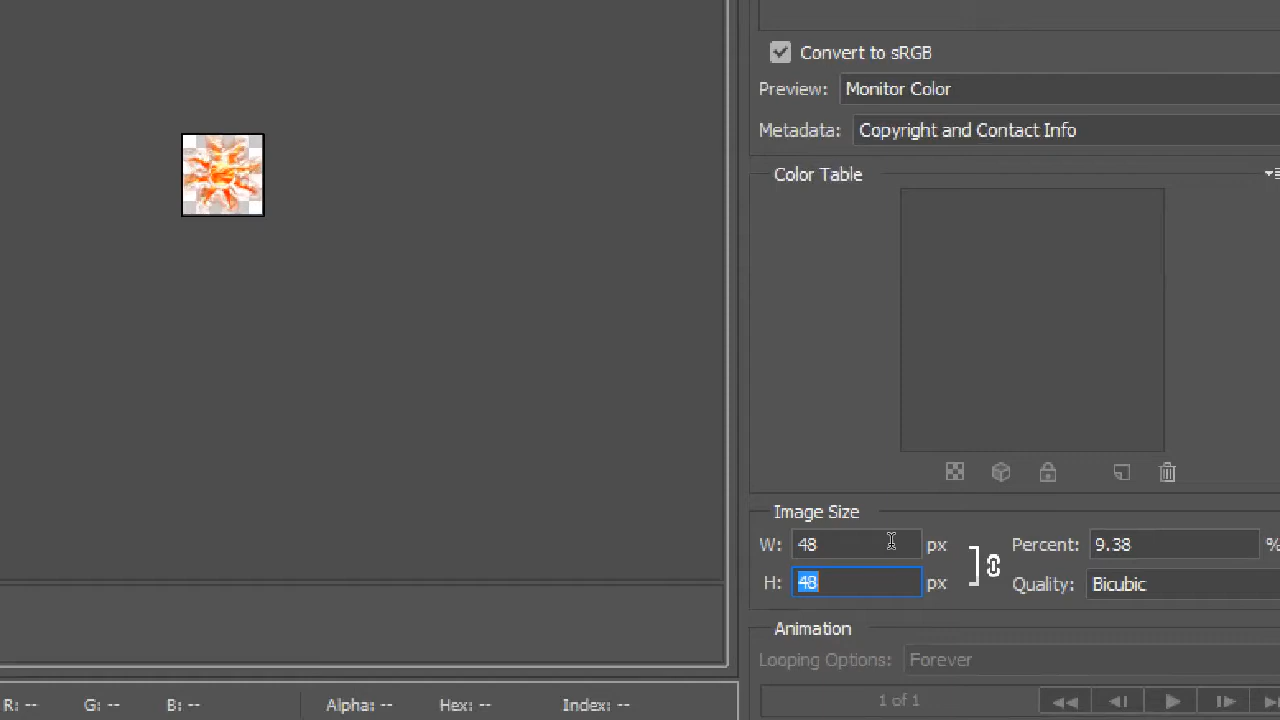 Convert to sRGB
Preview: Monitor Color
Metadata: Copyright and Contact Info
Color Table
Image Size
W: 48 px Percent: 9.38 %
H: 48 px Quality: Bicubic
Animation
Looping Options: Forever
1 of 1
R: -- G: -- B: -- Alpha: -- Hex: -- Index: --